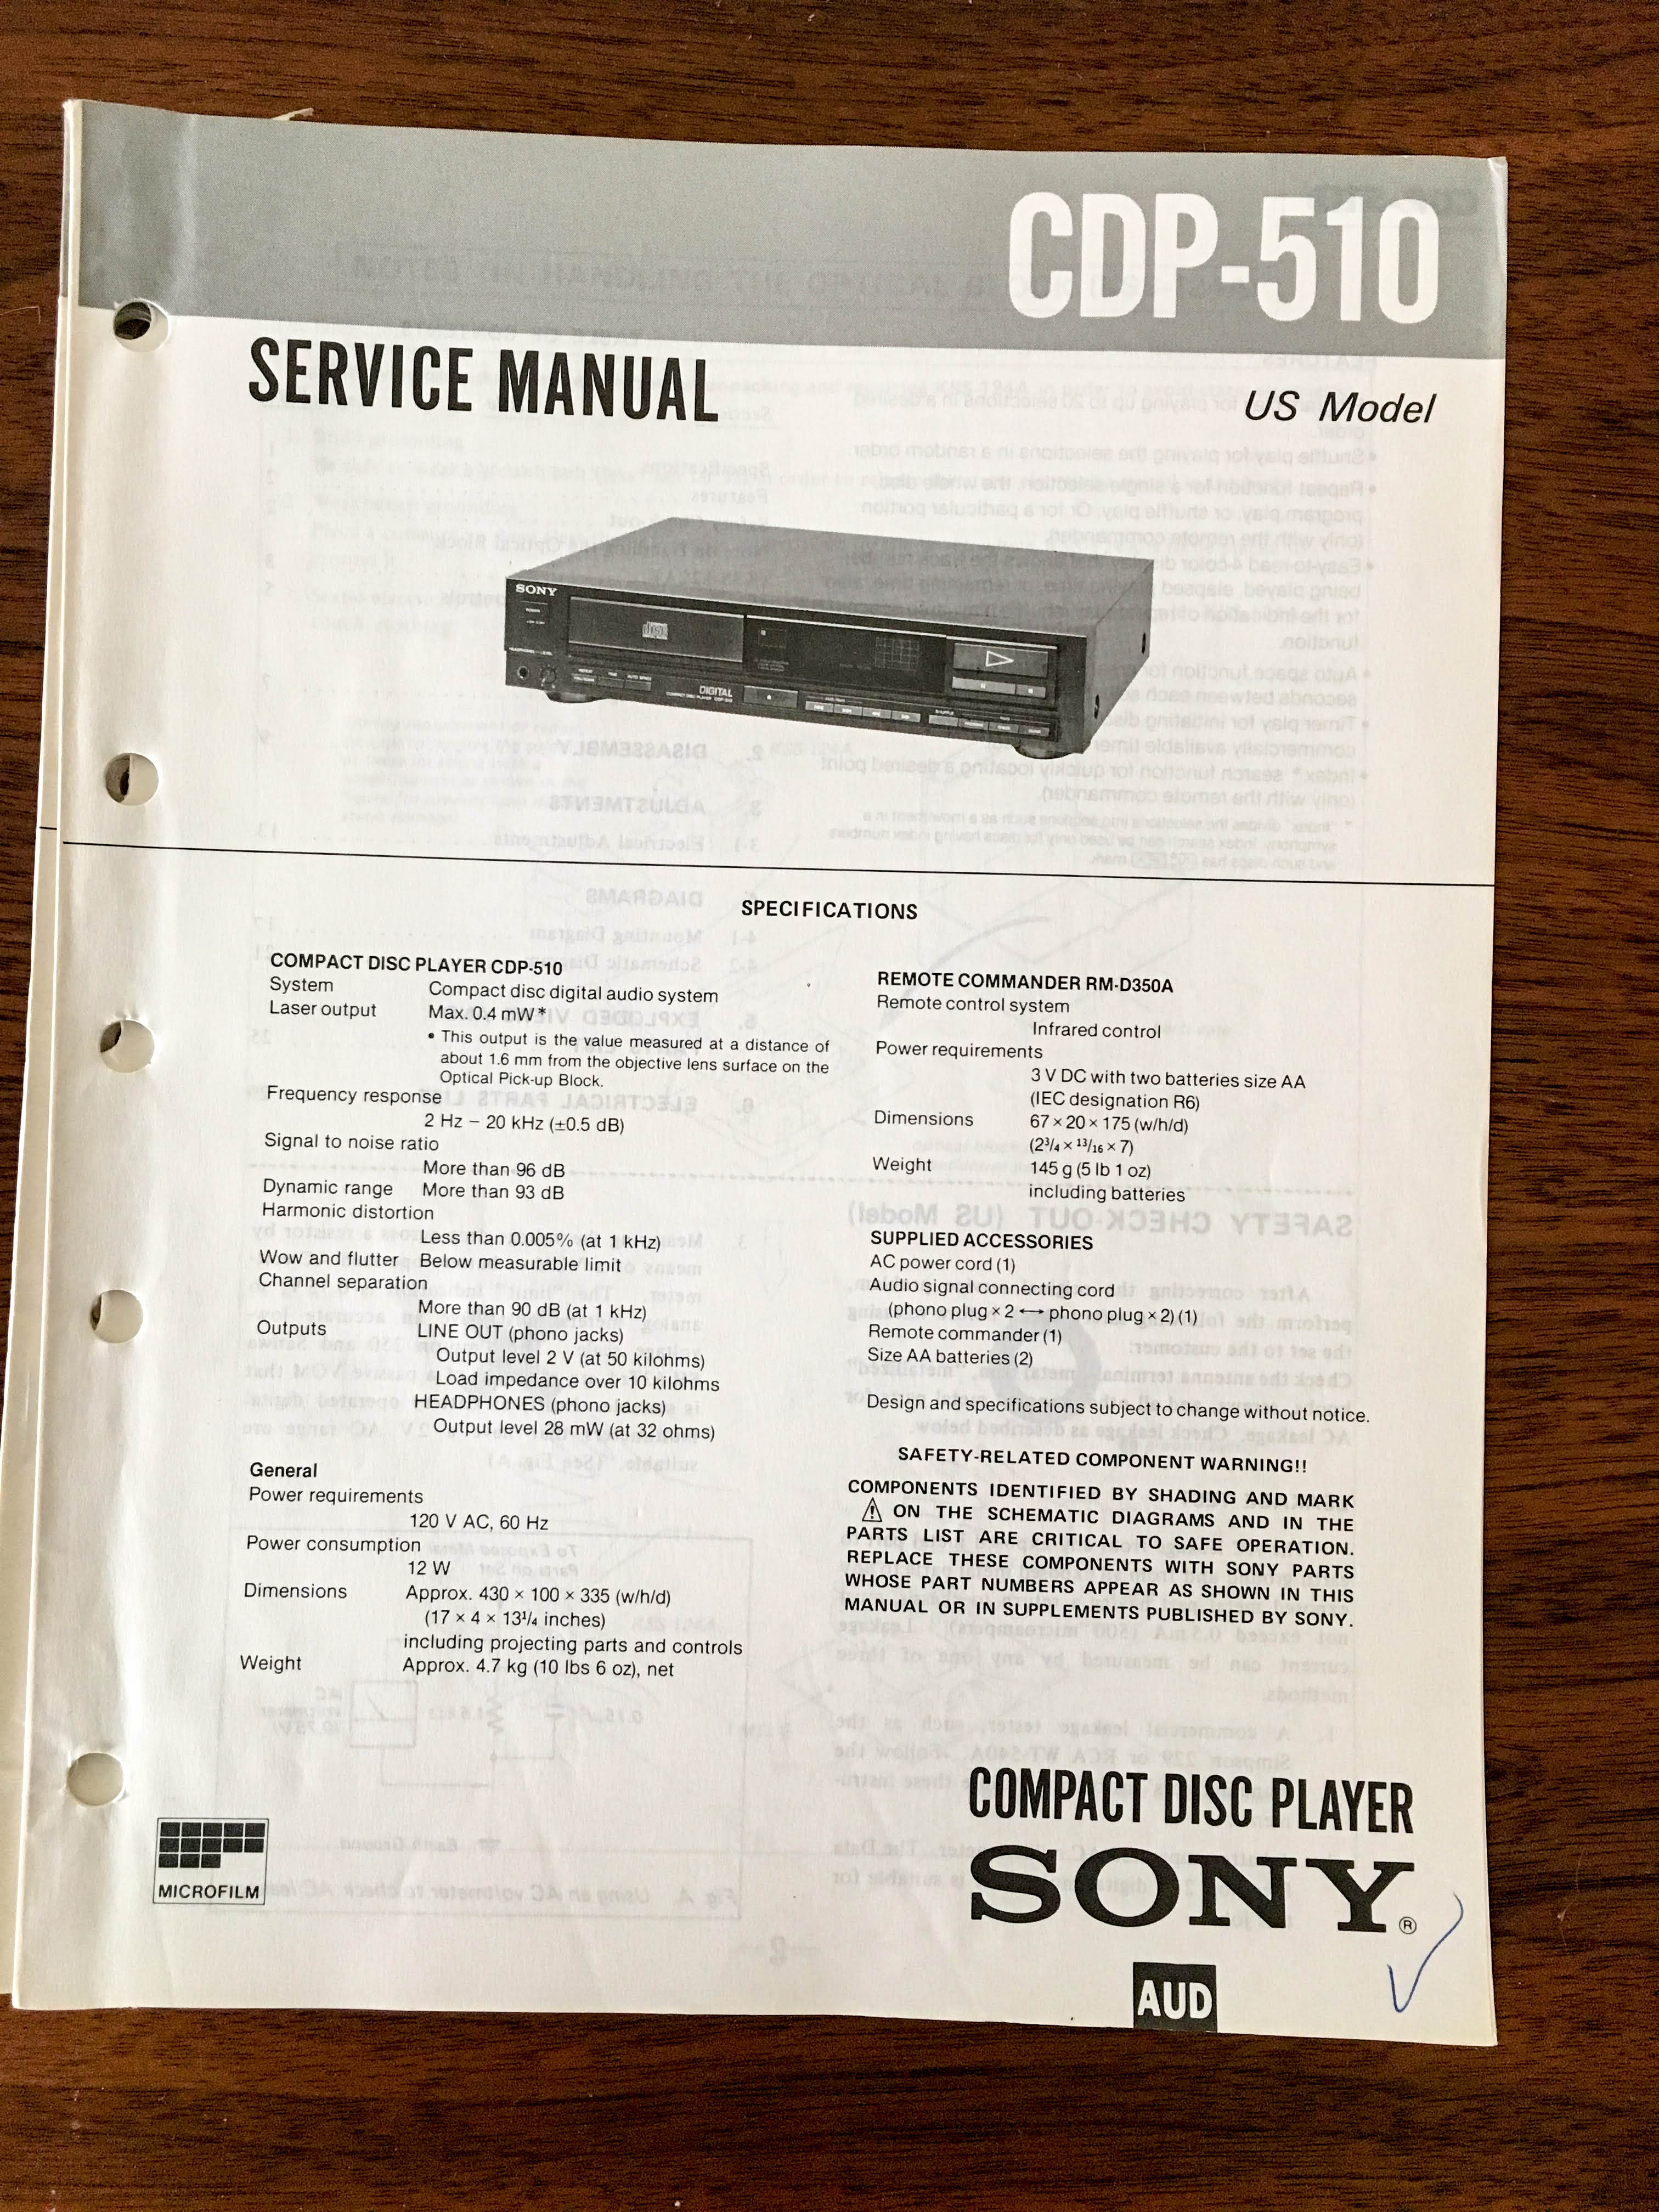 CDP-510
SERVICE MANUAL
US Model
SONY
disc
DIGITAL
SPECIFICATIONS
COMPACT DISC PLAYER CDP-510
System Compact disc digital audio system
Laser output Max. 0.4 mW*
• This output is the value measured at a distance of
about 1.6 mm from the objective lens surface on the
Optical Pick-up Block.
Frequency response
2 Hz – 20 kHz (±0.5 dB)
Signal to noise ratio
More than 96 dB
Dynamic range More than 93 dB
Harmonic distortion
Less than 0.005% (at 1 kHz)
Wow and flutter Below measurable limit
Channel separation
More than 90 dB (at 1 kHz)
Outputs LINE OUT (phono jacks)
Output level 2 V (at 50 kilohms)
Load impedance over 10 kilohms
HEADPHONES (phono jacks)
Output level 28 mW (at 32 ohms)
General
Power requirements
120 V AC, 60 Hz
Power consumption
12 W
Dimensions Approx. 430 × 100 × 335 (w/h/d)
(17 × 4 × 13¼ inches)
including projecting parts and controls
Weight Approx. 4.7 kg (10 lbs 6 oz), net
REMOTE COMMANDER RM-D350A
Remote control system
Infrared control
Power requirements
3 V DC with two batteries size AA
(IEC designation R6)
Dimensions 67 × 20 × 175 (w/h/d)
(2¾ × 13/16 × 7)
Weight 145 g (5 lb 1 oz)
including batteries
SUPPLIED ACCESSORIES
AC power cord (1)
Audio signal connecting cord
(phono plug × 2 ↔ phono plug × 2) (1)
Remote commander (1)
Size AA batteries (2)
Design and specifications subject to change without notice.
SAFETY-RELATED COMPONENT WARNING!!
COMPONENTS IDENTIFIED BY SHADING AND MARK
⚠ ON THE SCHEMATIC DIAGRAMS AND IN THE
PARTS LIST ARE CRITICAL TO SAFE OPERATION.
REPLACE THESE COMPONENTS WITH SONY PARTS
WHOSE PART NUMBERS APPEAR AS SHOWN IN THIS
MANUAL OR IN SUPPLEMENTS PUBLISHED BY SONY.
MICROFILM
COMPACT DISC PLAYER
SONY®
AUD